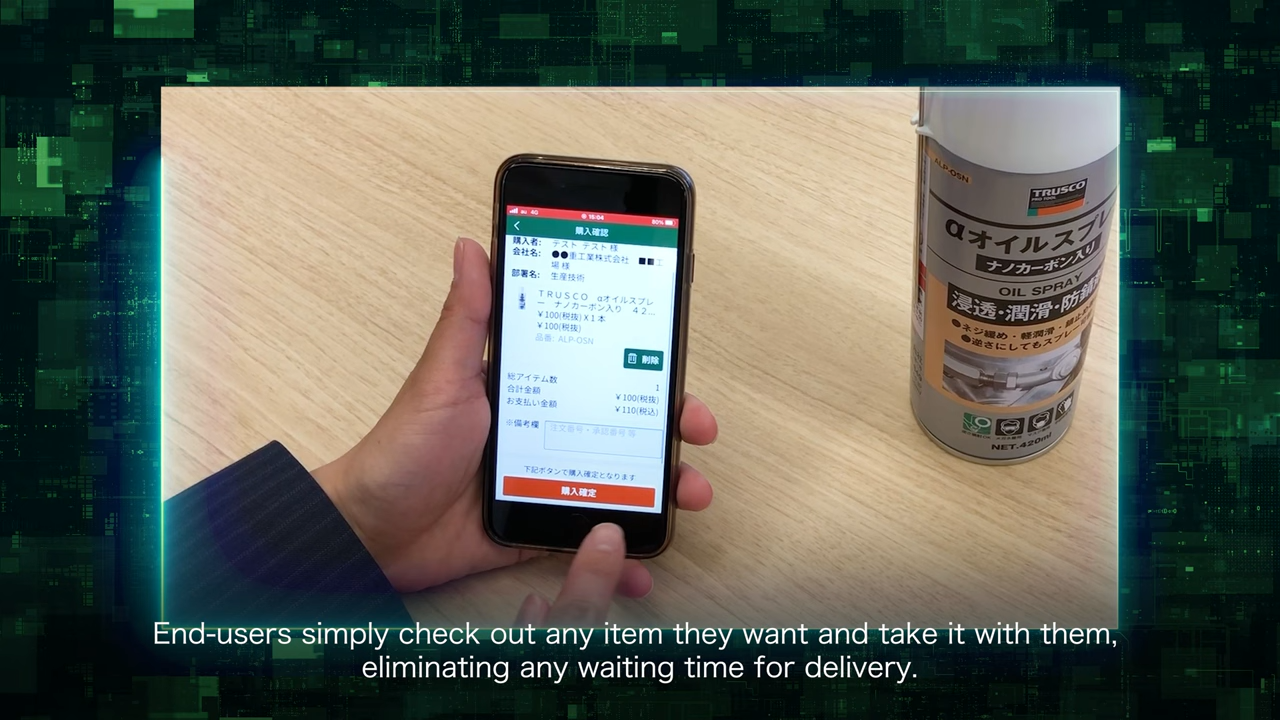 au 4G 15:04 80%
購入確認
購入者: テスト テスト 様
会社名: ●●重工業株式会社 ■■工
場 様
部署名: 生産技術
ＴＲＵＳＣＯ αオイルスプレ
ー ナノカーボン入り ４２...
￥100(税抜) X 1 本
￥100(税抜)
品番: ALP-OSN
削除
総アイテム数 1
合計金額 ￥100(税抜)
お支払い金額 ￥110(税込)
※備考欄 注文番号・承認番号 等
下記ボタンで購入確定となります
購入確定
ALP-OSN
TRUSCO
PRO TOOL
αオイルスプレ
ナノカーボン入り
OIL SPRAY
浸透・潤滑・防錆
●ネジ緩め・軽潤滑・錆止め
●逆さにしてもスプレー
NET.420ml
End-users simply check out any item they want and take it with them,
eliminating any waiting time for delivery.